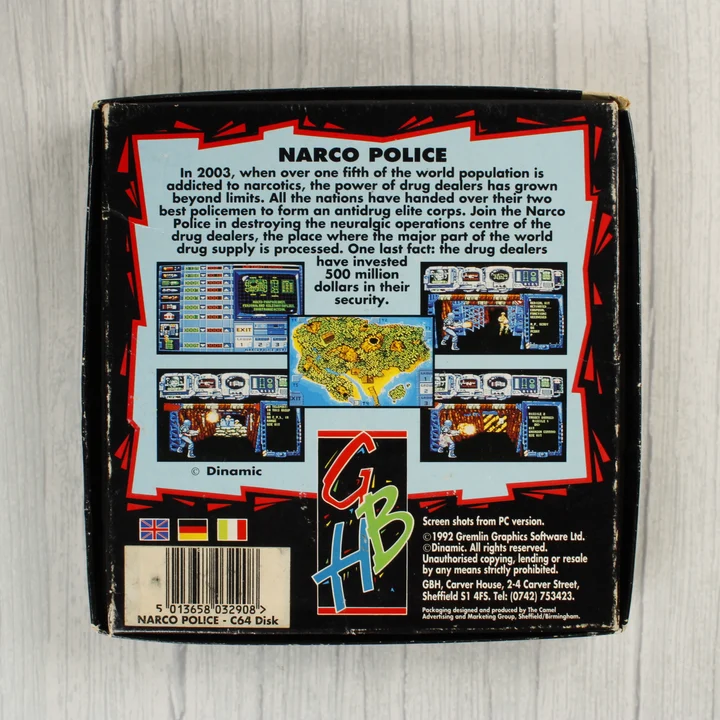 NARCO POLICE
In 2003, when over one fifth of the world population is
addicted to narcotics, the power of drug dealers has grown
beyond limits. All the nations have handed over their two
best policemen to form an antidrug elite corps. Join the Narco
Police in destroying the neuralgic operations centre of the
drug dealers, the place where the major part of the world
drug supply is processed. One last fact: the drug dealers
have invested
500 million
dollars in their
security.
EXIT
© Dinamic
GBH
Screen shots from PC version.
©1992 Gremlin Graphics Software Ltd.
©Dinamic. All rights reserved.
Unauthorised copying, lending or resale
by any means strictly prohibited.
GBH, Carver House, 2-4 Carver Street,
Sheffield S1 4FS. Tel: (0742) 753423.
Packaging designed and produced by The Camel
Advertising and Marketing Group, Sheffield/Birmingham.
5 013658 032908 >
NARCO POLICE - C64 Disk